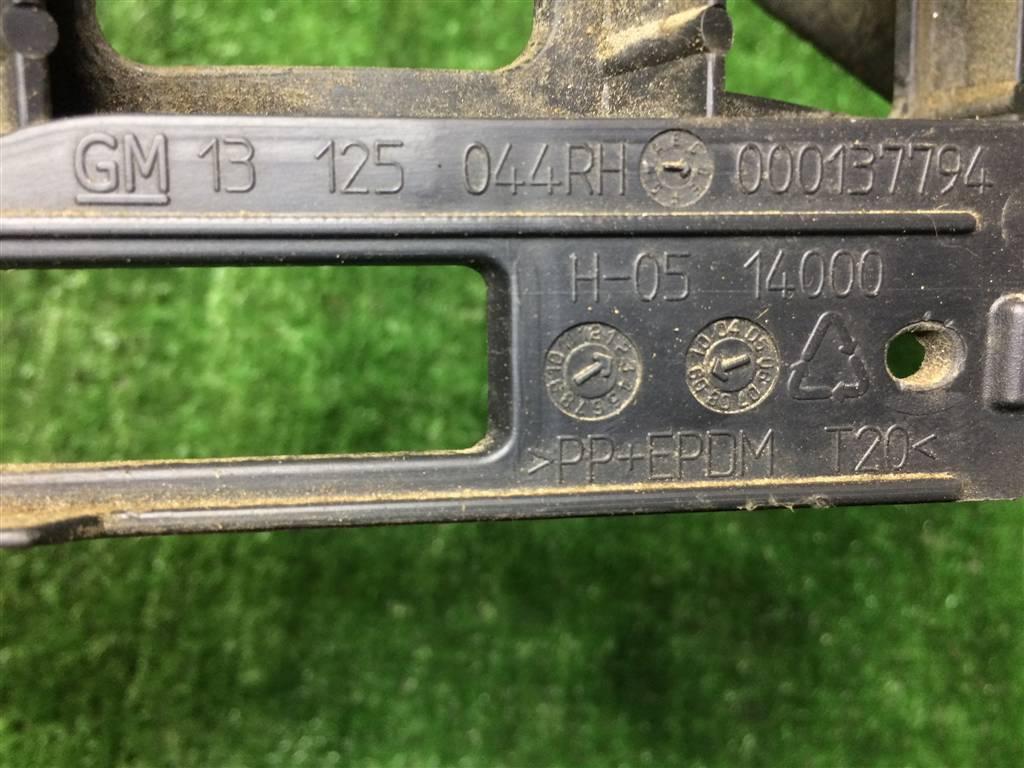 GM 13 125 044RH 000137794
H-05 14000
>PP+EPDM T20<